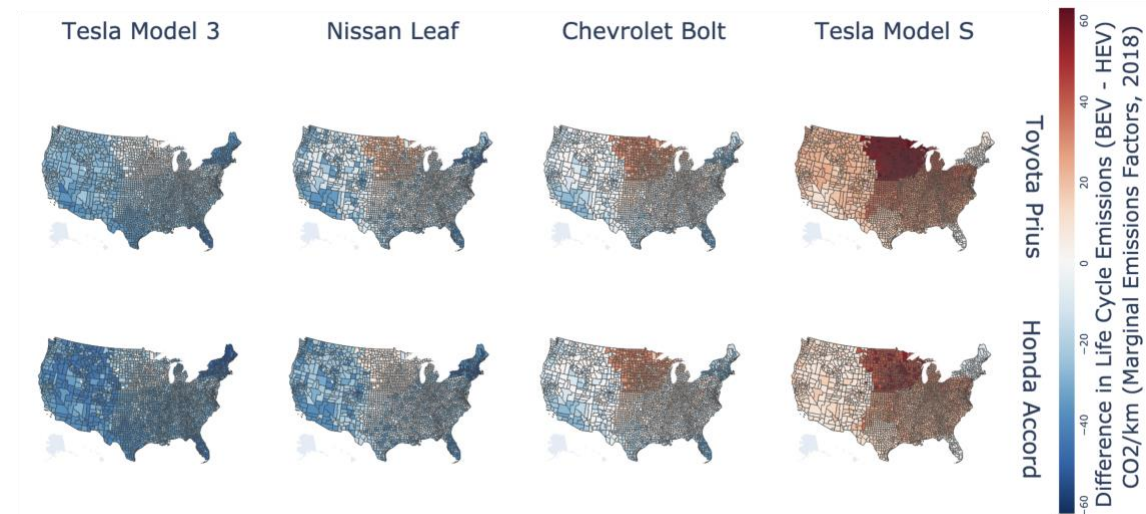 Tesla Model 3
Nissan Leaf
Chevrolet Bolt
Tesla Model S
Toyota Prius
Honda Accord
60
40
20
0
−20
−40
−60
Difference in Life Cycle Emissions (BEV - HEV)
CO2/km (Marginal Emissions Factors, 2018)